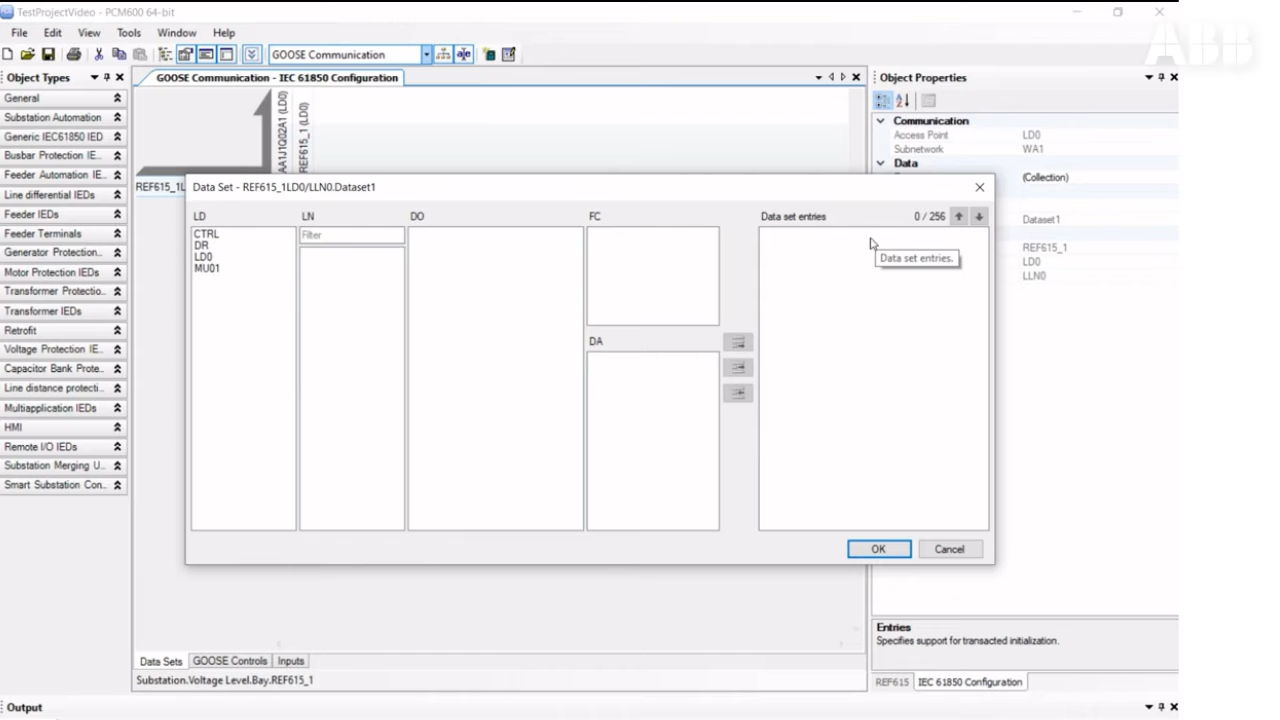 TestProjectVideo - PCM600 64-bit
File Edit View Tools Window Help
GOOSE Communication
ABB
Object Types
General
Substation Automation
Generic IEC61850 IED
Busbar Protection IE..
Feeder Automation IE..
Line differential IEDs
Feeder IEDs
Feeder Terminals
Generator Protection..
Motor Protection IEDs
Transformer Protectio..
Transformer IEDs
Retrofit
Voltage Protection IE..
Capacitor Bank Prote..
Line distance protecti..
Multiapplication IEDs
HMI
Remote I/O IEDs
Substation Merging U..
Smart Substation Con..
GOOSE Communication - IEC 61850 Configuration
AA1J1Q02A1 (LD0)
REF615_1 (LD0)
REF615_1L
Data Set - REF615_1LD0/LLN0.Dataset1
LD
CTRL
DR
LD0
MU01
LN
Filter
DO
FC
DA
Data set entries 0 / 256
Data set entries.
OK Cancel
Data Sets GOOSE Controls Inputs
Substation.Voltage Level.Bay.REF615_1
Object Properties
Communication
Access Point LD0
Subnetwork WA1
Data
(Collection)
Dataset1
REF615_1
LD0
LLN0
Entries
Specifies support for transacted initialization.
REF615 IEC 61850 Configuration
Output